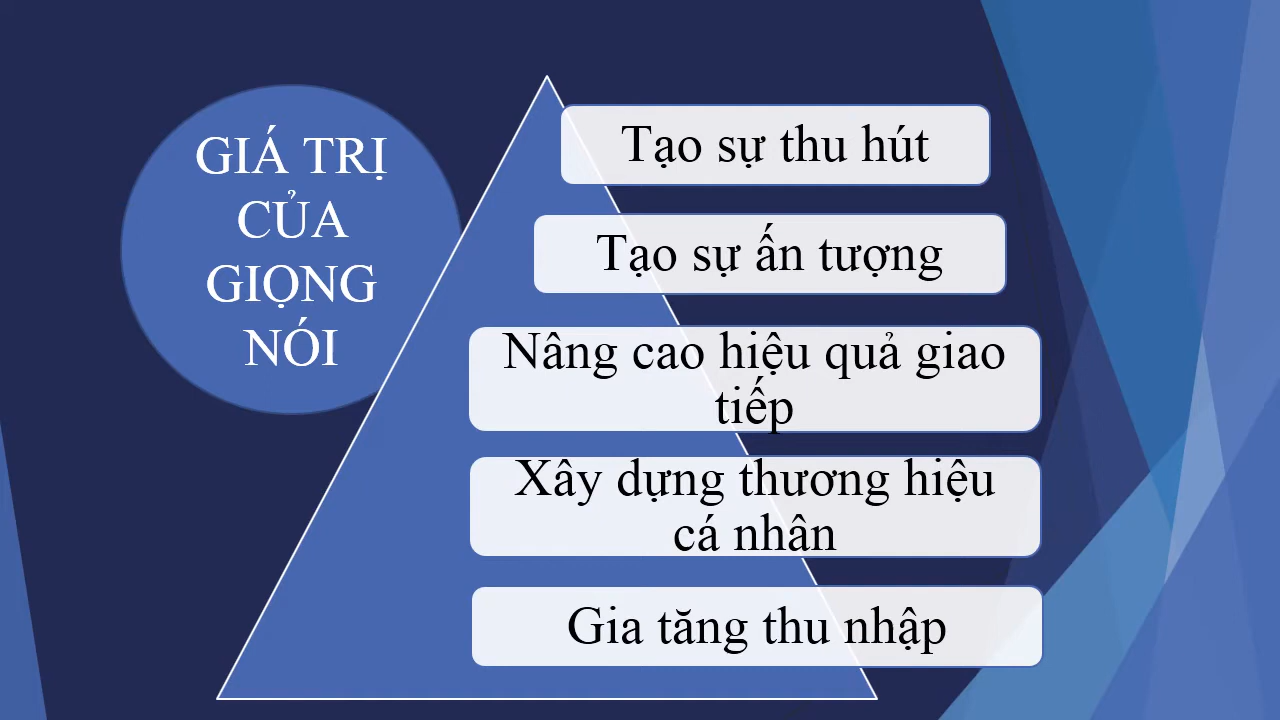 GIÁ TRỊ
CỦA
GIỌNG
NÓI
Tạo sự thu hút
Tạo sự ấn tượng
Nâng cao hiệu quả giao
tiếp
Xây dựng thương hiệu
cá nhân
Gia tăng thu nhập